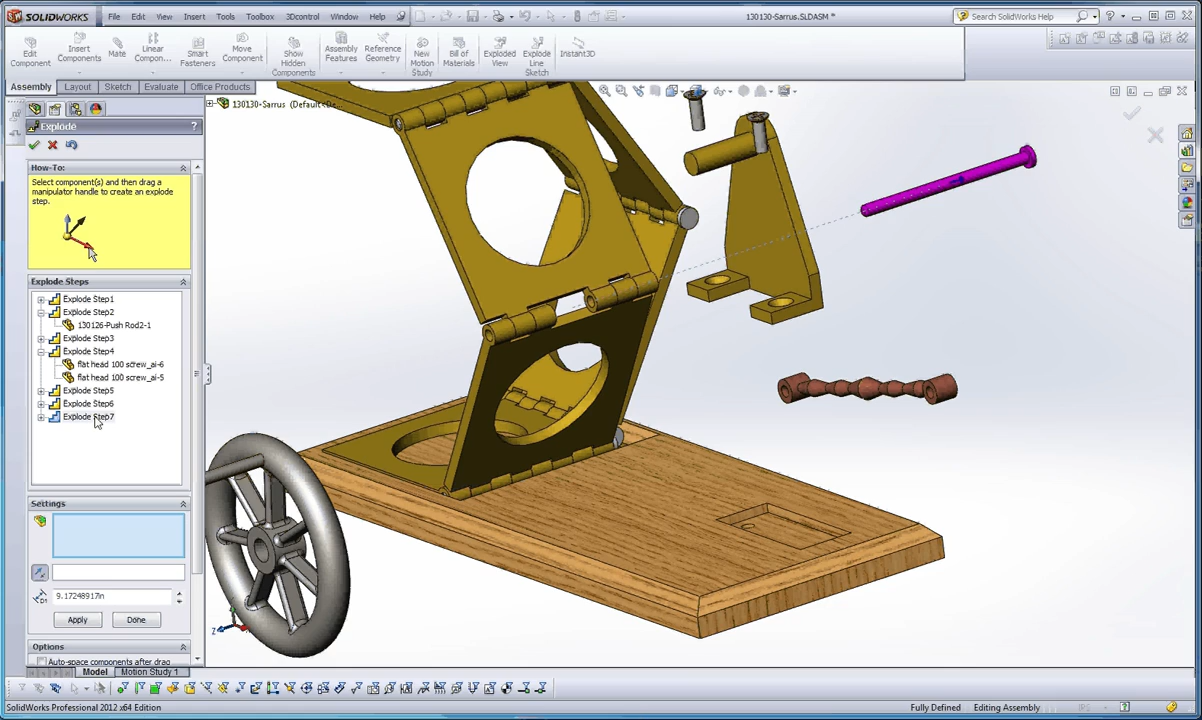 SOLIDWORKS File Edit View Insert Tools Toolbox 3Dcontrol Window Help 130130-Sarrus.SLDASM * Search SolidWorks Help
Edit Component
Insert Components
Mate
Linear Compon...
Smart Fasteners
Move Component
Show Hidden Components
Assembly Features
Reference Geometry
New Motion Study
Bill of Materials
Exploded View
Explode Line Sketch
Instant3D
Assembly Layout Sketch Evaluate Office Products
130130-Sarrus (Default<De...
Explode ?
How-To:
Select component(s) and then drag a
manipulator handle to create an explode
step.
Explode Steps
Explode Step1
Explode Step2
130126-Push Rod2-1
Explode Step3
Explode Step4
flat head 100 screw_ai-6
flat head 100 screw_ai-5
Explode Step5
Explode Step6
Explode Step7
Settings
9.17248917in
Apply Done
Options
Auto-space components after drag
Z
Model Motion Study 1
SolidWorks Professional 2012 x64 Edition Fully Defined Editing Assembly IPS